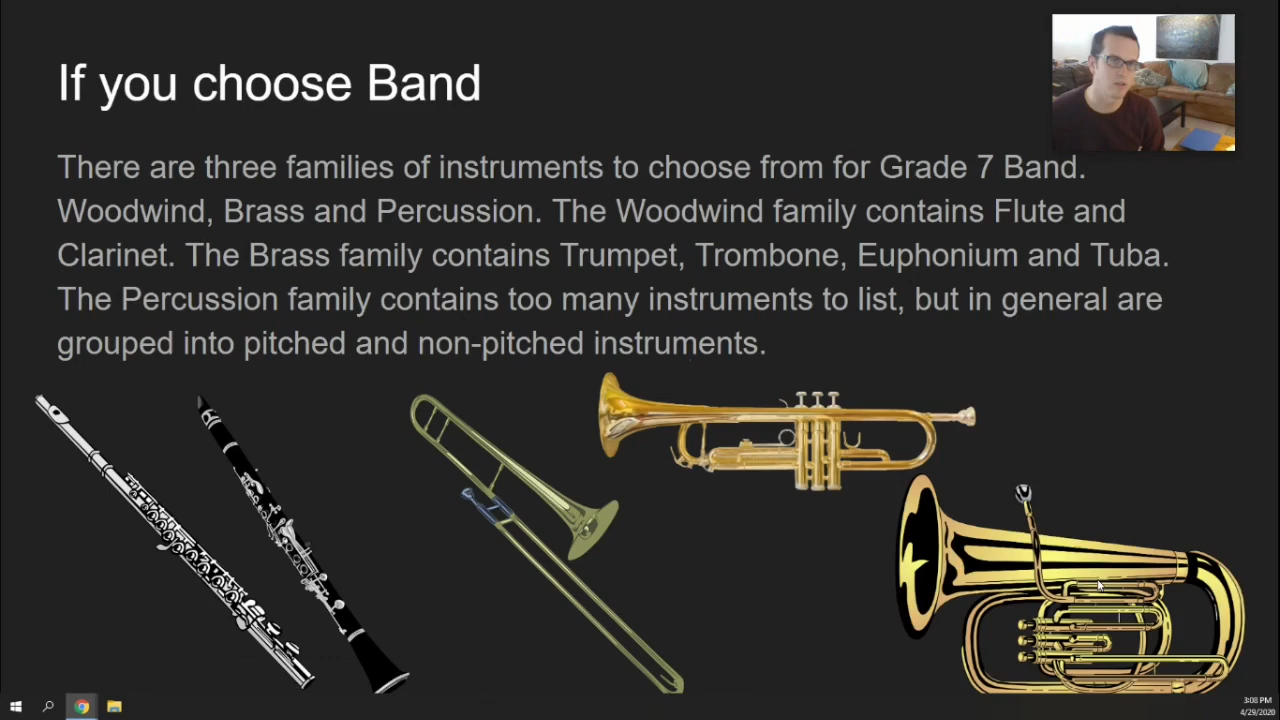 If you choose Band
There are three families of instruments to choose from for Grade 7 Band.
Woodwind, Brass and Percussion. The Woodwind family contains Flute and
Clarinet. The Brass family contains Trumpet, Trombone, Euphonium and Tuba.
The Percussion family contains too many instruments to list, but in general are
grouped into pitched and non-pitched instruments.
3:08 PM
4/29/2020